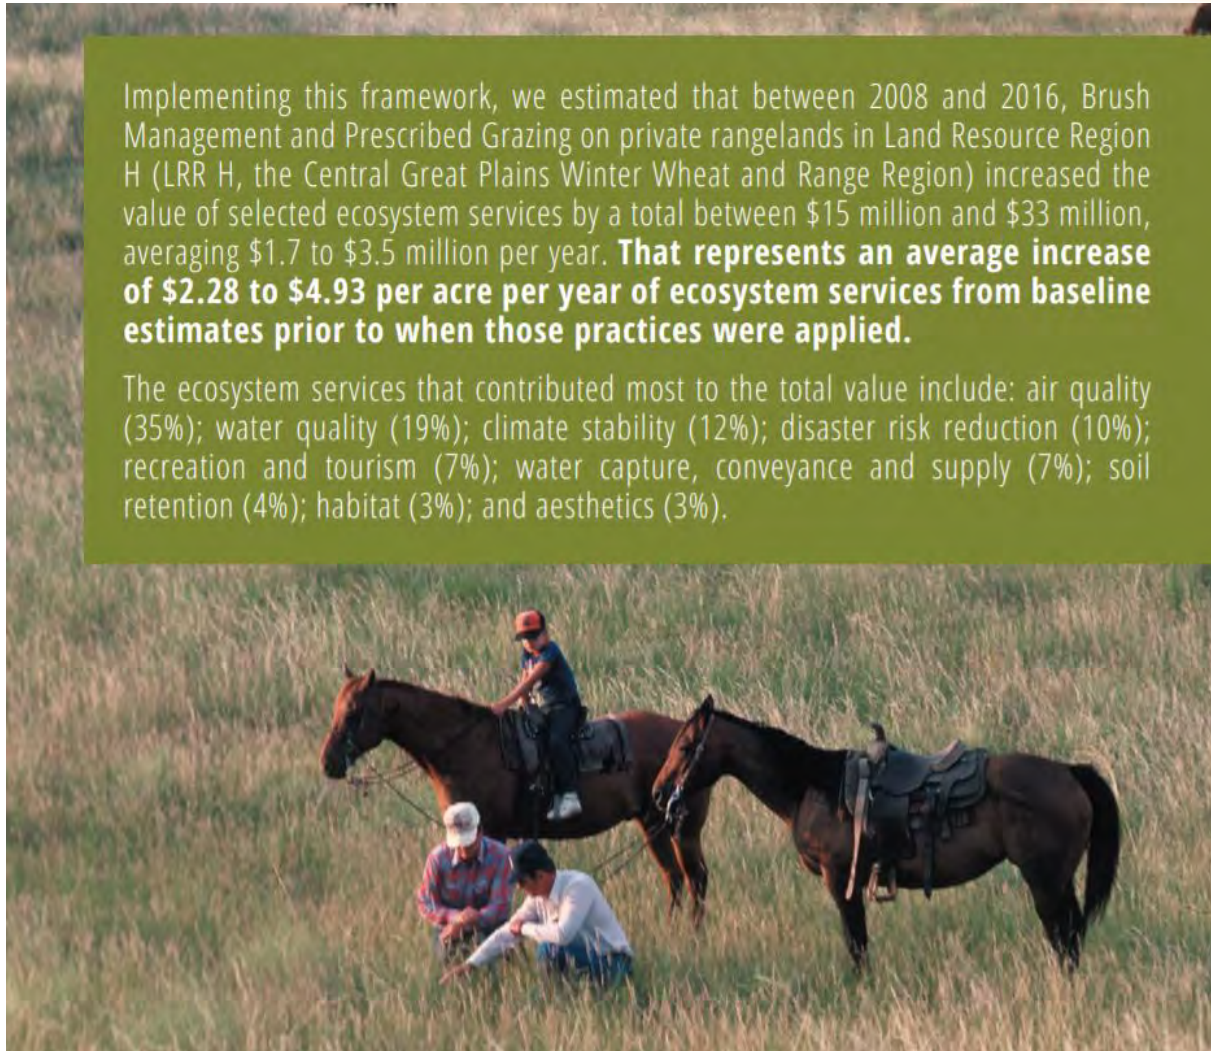 Implementing this framework, we estimated that between 2008 and 2016, Brush
Management and Prescribed Grazing on private rangelands in Land Resource Region
H (LRR H, the Central Great Plains Winter Wheat and Range Region) increased the
value of selected ecosystem services by a total between $15 million and $33 million,
averaging $1.7 to $3.5 million per year. That represents an average increase
of $2.28 to $4.93 per acre per year of ecosystem services from baseline
estimates prior to when those practices were applied.
The ecosystem services that contributed most to the total value include: air quality
(35%); water quality (19%); climate stability (12%); disaster risk reduction (10%);
recreation and tourism (7%); water capture, conveyance and supply (7%); soil
retention (4%); habitat (3%); and aesthetics (3%).